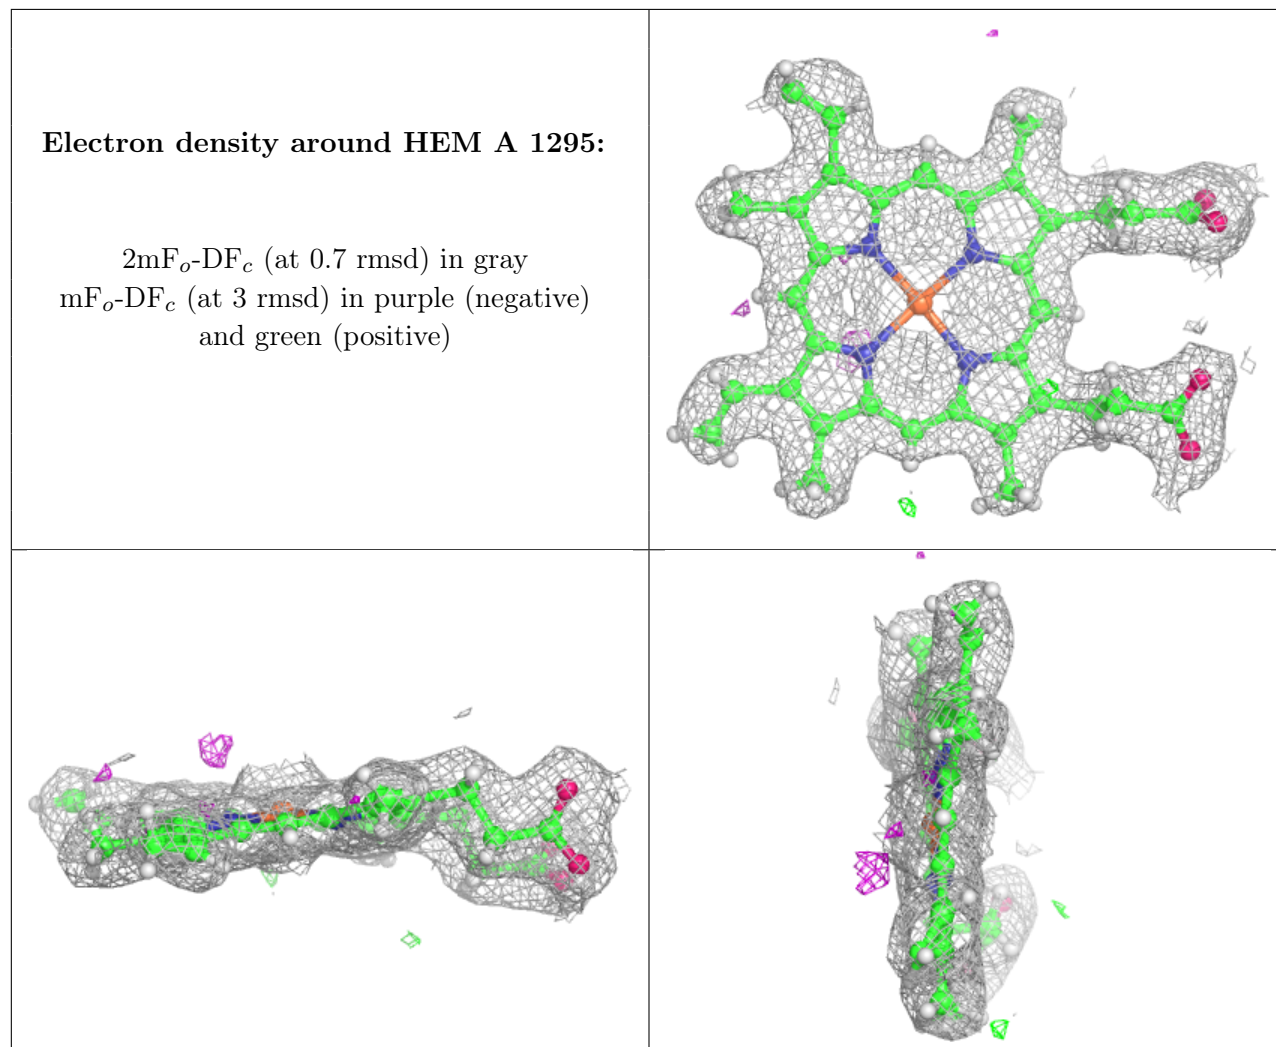 Electron density around HEM A 1295:
2mFo-DFc (at 0.7 rmsd) in gray
mFo-DFc (at 3 rmsd) in purple (negative)
and green (positive)